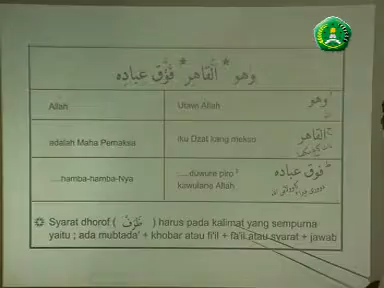 وهو * القاهر * فوق عباده
Allah
Utawi Allah
وهو
adalah Maha Pemaksa
iku Dzat kang mekso
القاهر
....hamba-hamba-Nya
.....duwure piro ²
kawulane Allah
فوق عباده
Syarat dhorof ( ظرف ) harus pada kalimat yang sempurna
yaitu ; ada mubtada' + khobar atau fi'il + fa'il atau syarat + jawab